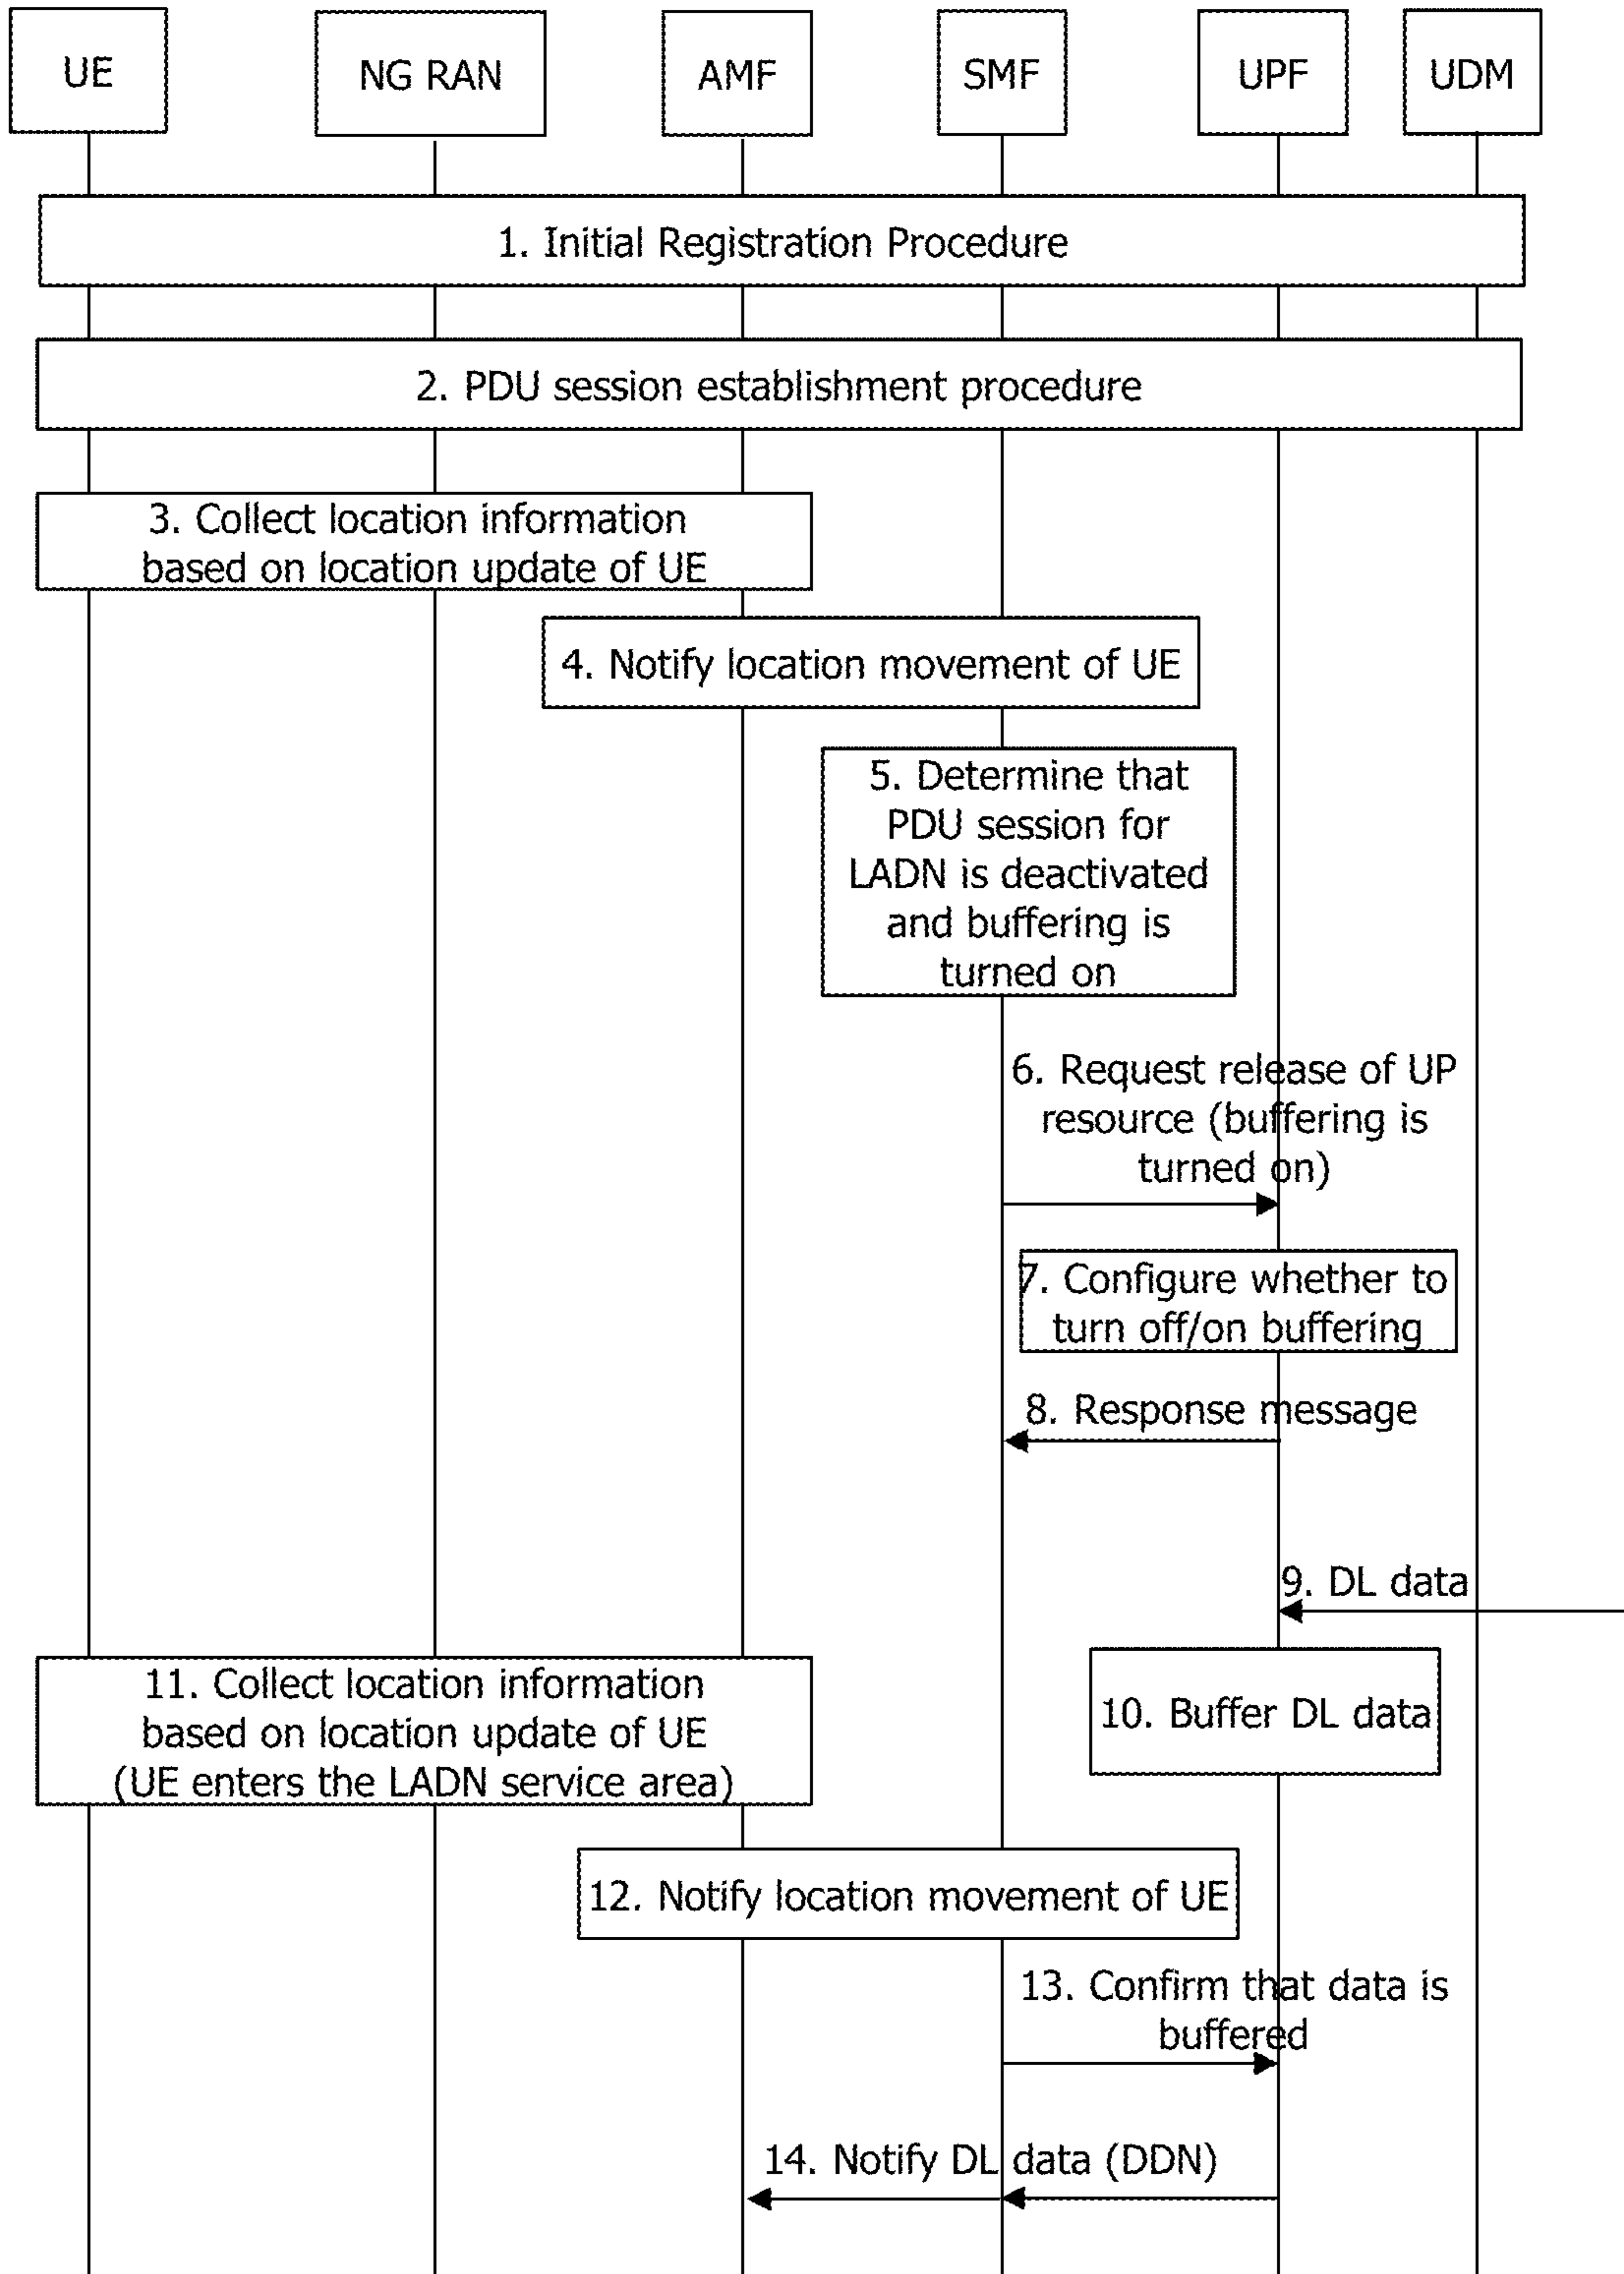 UE
NG RAN
AMF
SMF
UPF
UDM
1. Initial Registration Procedure
2. PDU session establishment procedure
3. Collect location information
based on location update of UE
4. Notify location movement of UE
5. Determine that
PDU session for
LADN is deactivated
and buffering is
turned on
6. Request release of UP
resource (buffering is
turned on)
7. Configure whether to
turn off/on buffering
8. Response message
9. DL data
10. Buffer DL data
11. Collect location information
based on location update of UE
(UE enters the LADN service area)
12. Notify location movement of UE
13. Confirm that data is
buffered
14. Notify DL data (DDN)